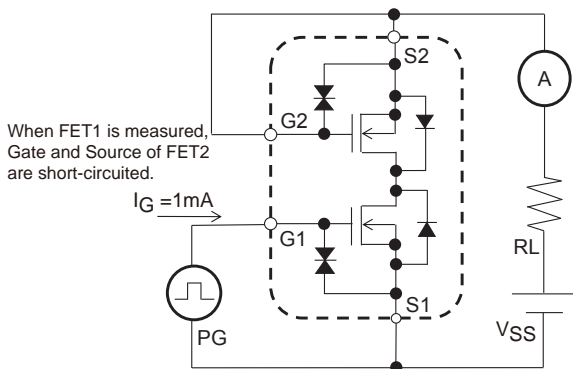 S2
A
G2
When FET1 is measured,
Gate and Source of FET2
are short-circuited.
IG =1mA
G1
RL
S1
VSS
PG